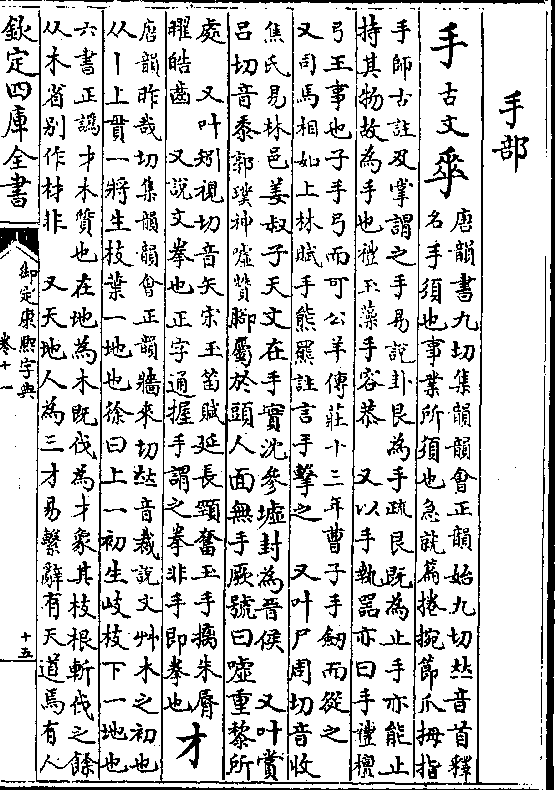 手部
手 古文𠂿
唐韻書九切集韻韻會正韻始九切𠀤音首釋
名手須也事業所須也急就篇捲捥節爪拇指
手師古註及掌謂之手易說卦艮為手疏艮既為止手亦能止
持其物故為手也禮玉藻手容恭 又以手執器亦曰手禮檀
弓王事也子手弓而可公羊傳莊十三年曹子手劒而從之
又司馬相如上林賦手熊羆註言手擊之 又叶尸周切音收
焦氏易林邑姜叔子天文在手實沈參墟封為晉侯 又叶賞
呂切音黍郭璞神噓贊脚屬於頭人面無手厥號曰噓重黎所
處 又叶矧視切音矢宋玉笛賦延長頸奮玉手摛朱脣
曜皓齒 又說文拳也正字通握手謂之拳非手即拳也
才
唐韻昨哉切集韻韻會正韻牆來切𠀤音裁說文艸木之初也
从丨上貫一將生枝葉一地也徐曰上一初生岐枝下一地也
六書正譌才木質也在地為木既伐為才象其枝根斬伐之餘
从木省別作材非 又天地人為三才易繫辭有天道焉有人
欽定四庫全書
御定康熙字典
卷十一
十五